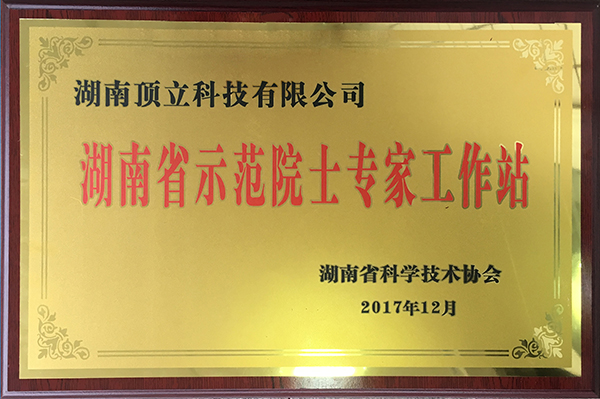 湖南顶立科技有限公司
湖南省示范院士专家工作站
湖南省科学技术协会
2017年12月